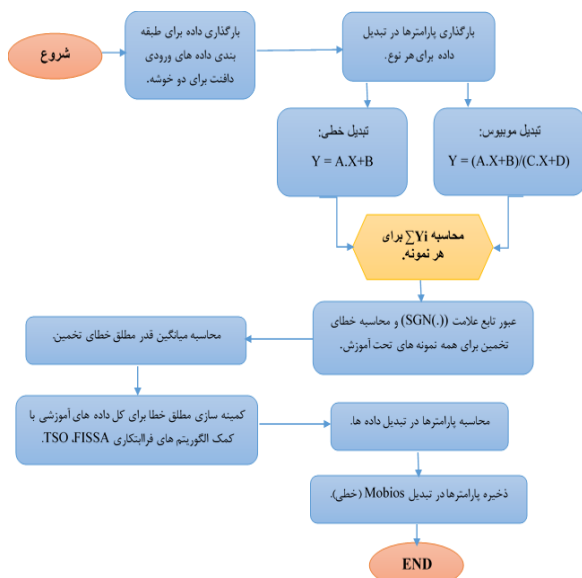 شروع
بارگذاری داده برای طبقه
بندی داده های ورودی
دافنت برای دو خوشه.
بارگذاری پارامترها در تبدیل
داده برای هر نوع.
تبدیل خطی:
Y = A.X+B
تبدیل موبیوس:
Y = (A.X+B)/(C.X+D)
محاسبه ∑Yi برای
هر نمونه.
عبور تابع علامت (SGN(.)) و محاسبه خطای
تخمین برای همه نمونه های تحت آموزش.
محاسبه میانگین قدر مطلق خطای تخمین.
کمینه سازی مطلق خطا برای کل داده های آموزشی با
کمک الگوریتم های فراابتکاری TSO ،FISSA.
محاسبه پارامترها در تبدیل داده ها.
ذخیره پارامترها در تبدیل Mobios (خطی).
END